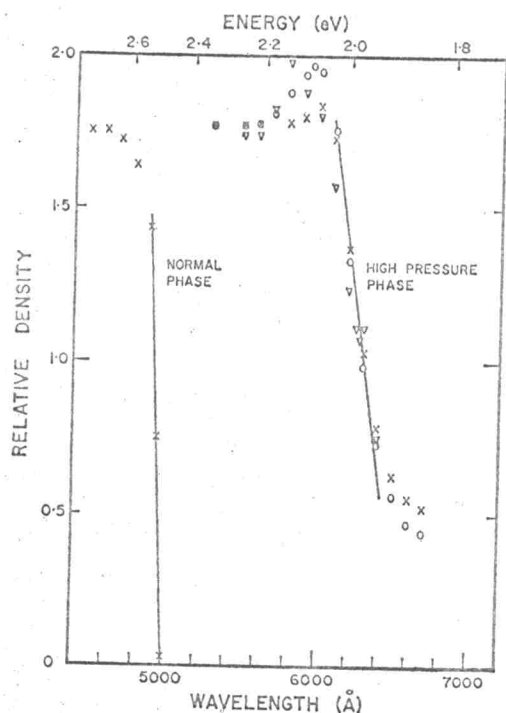 ENERGY (eV)
2.6 2.4 2.2 2.0 1.8
2.0
1.5
1.0
0.5
0
RELATIVE DENSITY
NORMAL
PHASE
HIGH PRESSURE
PHASE
5000 6000 7000
WAVELENGTH (Å)